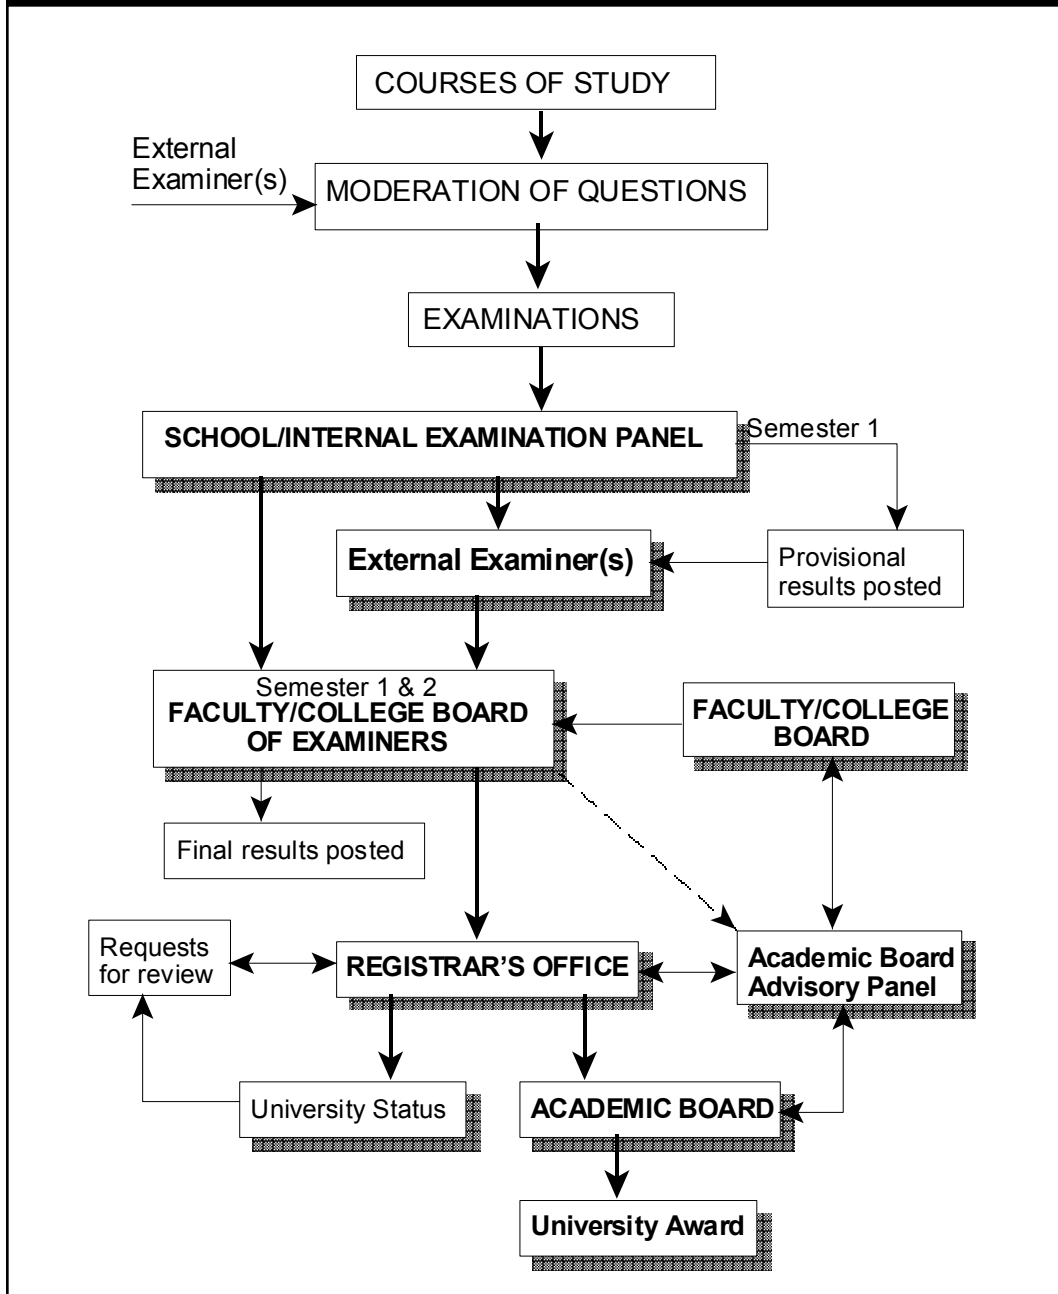 COURSES OF STUDY
External
Examiner(s)
MODERATION OF QUESTIONS
EXAMINATIONS
SCHOOL/INTERNAL EXAMINATION PANEL
Semester 1
External Examiner(s)
Provisional
results posted
Semester 1 & 2
FACULTY/COLLEGE BOARD
OF EXAMINERS
FACULTY/COLLEGE
BOARD
Final results posted
Requests
for review
REGISTRAR'S OFFICE
Academic Board
Advisory Panel
University Status
ACADEMIC BOARD
University Award